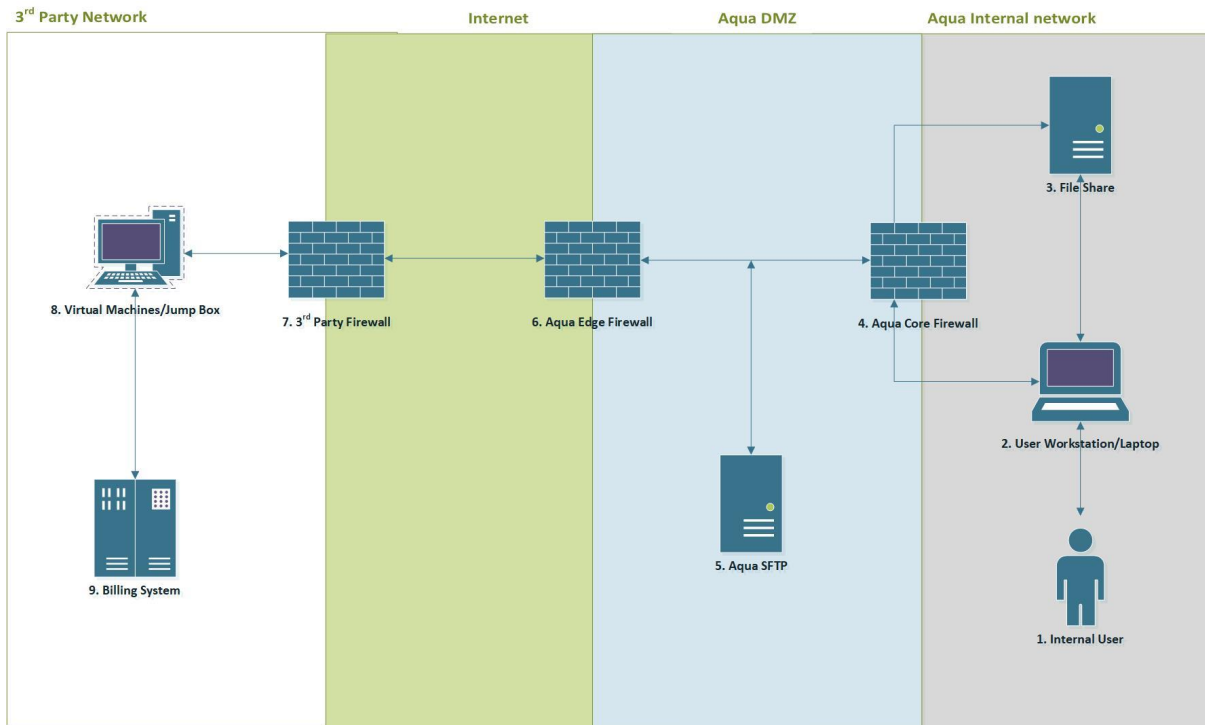 3rd Party Network
Internet
Aqua DMZ
Aqua Internal network
3. File Share
8. Virtual Machines/Jump Box
7. 3rd Party Firewall
6. Aqua Edge Firewall
4. Aqua Core Firewall
2. User Workstation/Laptop
5. Aqua SFTP
9. Billing System
1. Internal User